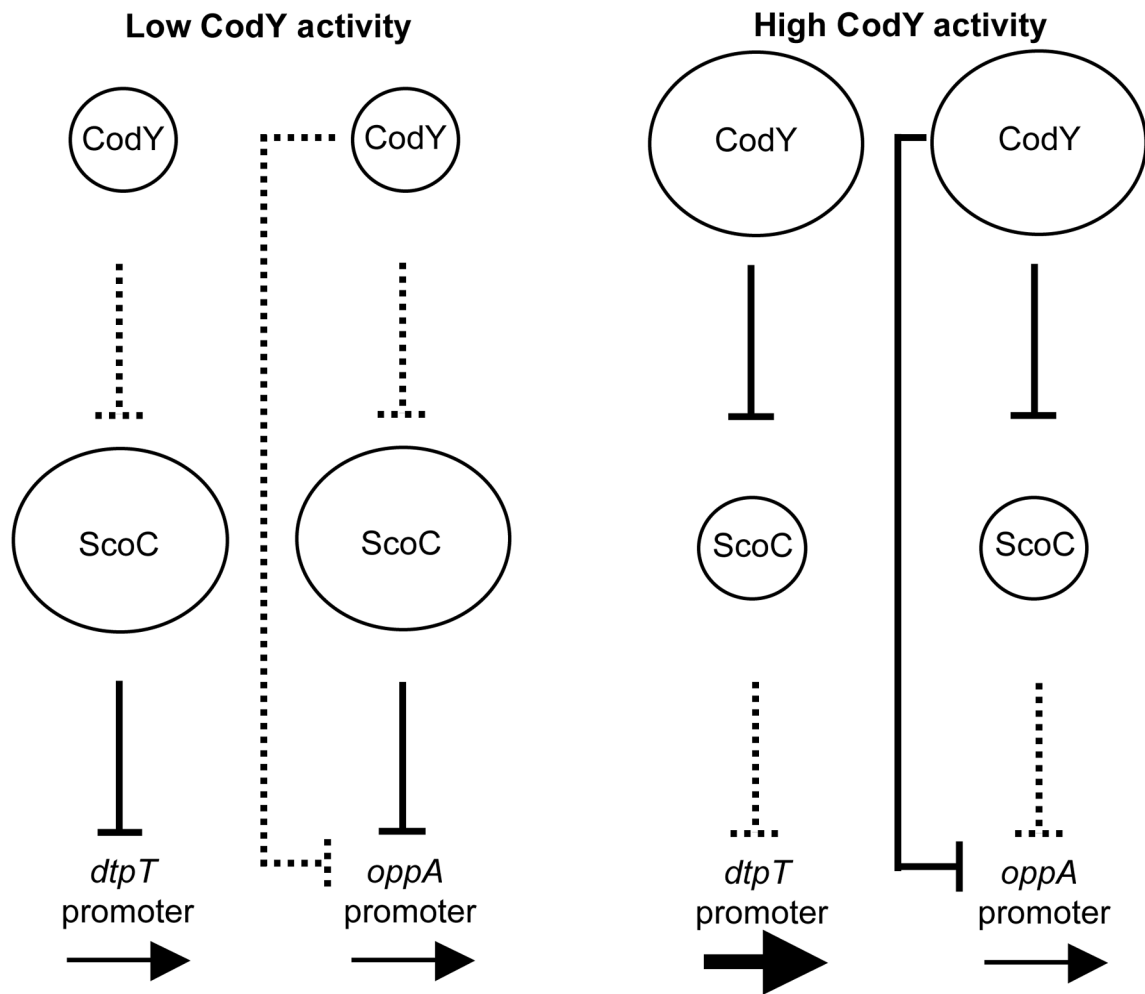 Low CodY activity
CodY
CodY
ScoC
ScoC
dtpT
promoter
oppA
promoter
High CodY activity
CodY
CodY
ScoC
ScoC
dtpT
promoter
oppA
promoter